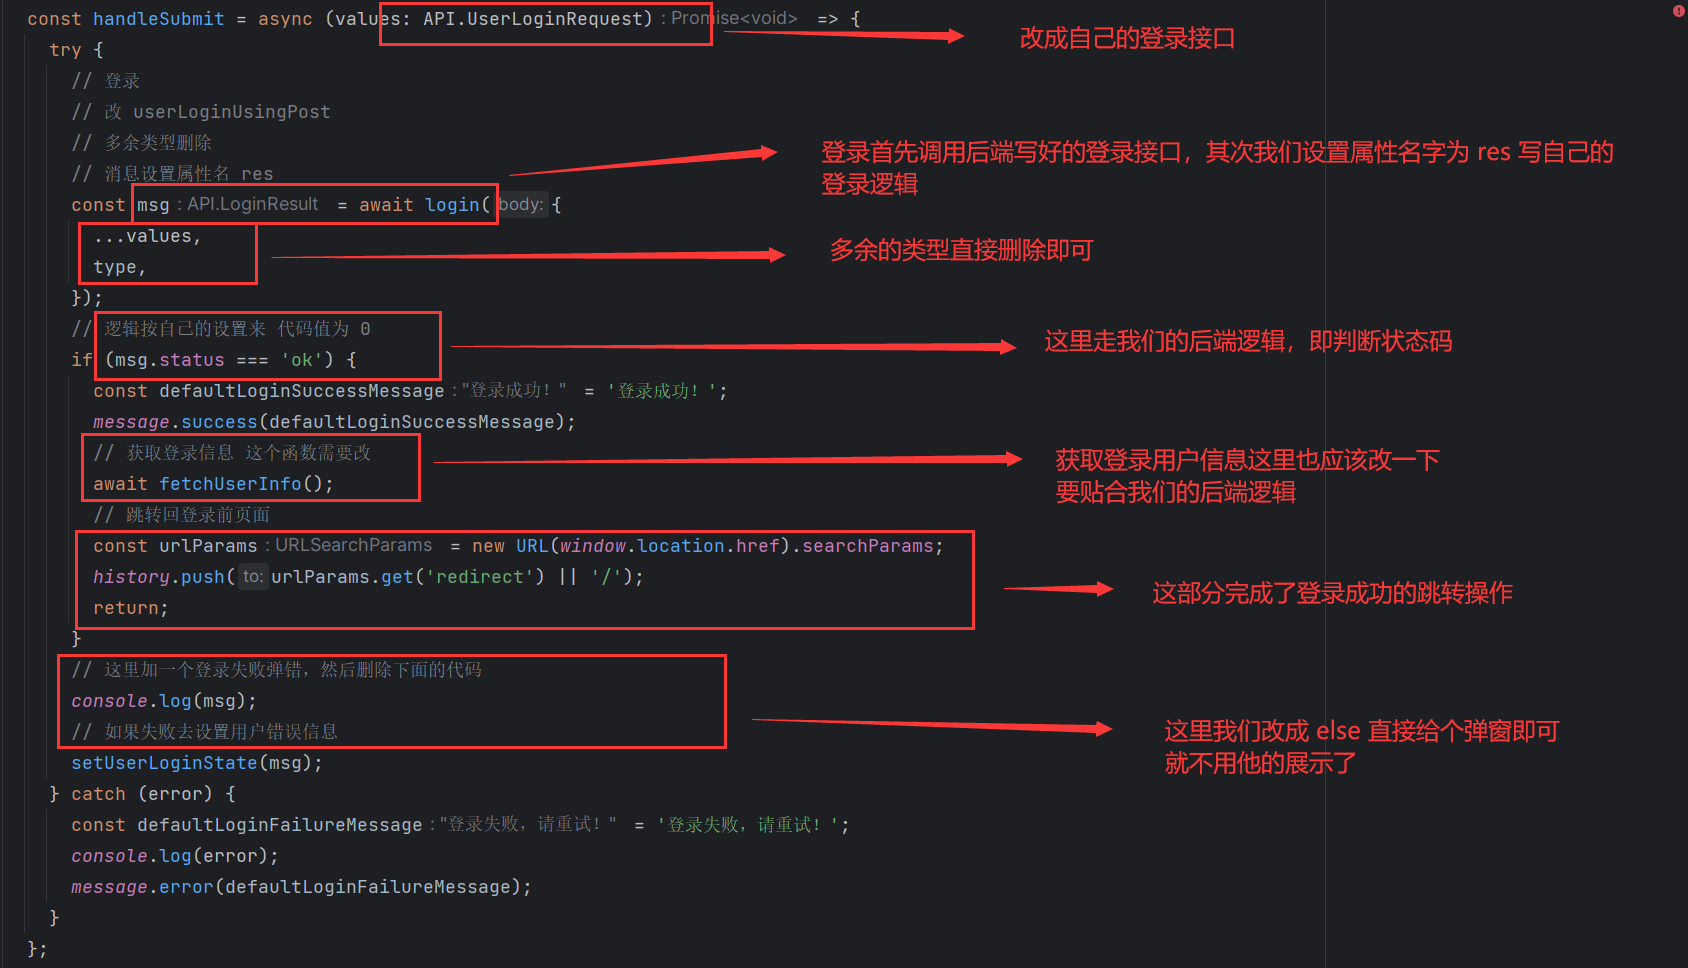 const handleSubmit = async (values: API.UserLoginRequest) : Promise<void> => {
改成自己的登录接口
try {
// 登录
// 改 userLoginUsingPost
// 多余类型删除
// 消息设置属性名 res
登录首先调用后端写好的登录接口，其次我们设置属性名字为 res 写自己的
登录逻辑
const msg : API.LoginResult = await login( body: {
...values,
多余的类型直接删除即可
type,
});
// 逻辑按自己的设置来 代码值为 0
这里走我们的后端逻辑，即判断状态码
if (msg.status === 'ok') {
const defaultLoginSuccessMessage : "登录成功！" = '登录成功！';
message.success(defaultLoginSuccessMessage);
// 获取登录信息 这个函数需要改
获取登录用户信息这里也应该改一下
要贴合我们的后端逻辑
await fetchUserInfo();
// 跳转回登录前页面
const urlParams : URLSearchParams = new URL(window.location.href).searchParams;
history.push( to: urlParams.get('redirect') || '/');
这部分完成了登录成功的跳转操作
return;
}
// 这里加一个登录失败弹错，然后删除下面的代码
console.log(msg);
// 如果失败去设置用户错误信息
这里我们改成 else 直接给个弹窗即可
就不用他的展示了
setUserLoginState(msg);
} catch (error) {
const defaultLoginFailureMessage : "登录失败，请重试！" = '登录失败，请重试！';
console.log(error);
message.error(defaultLoginFailureMessage);
}
};